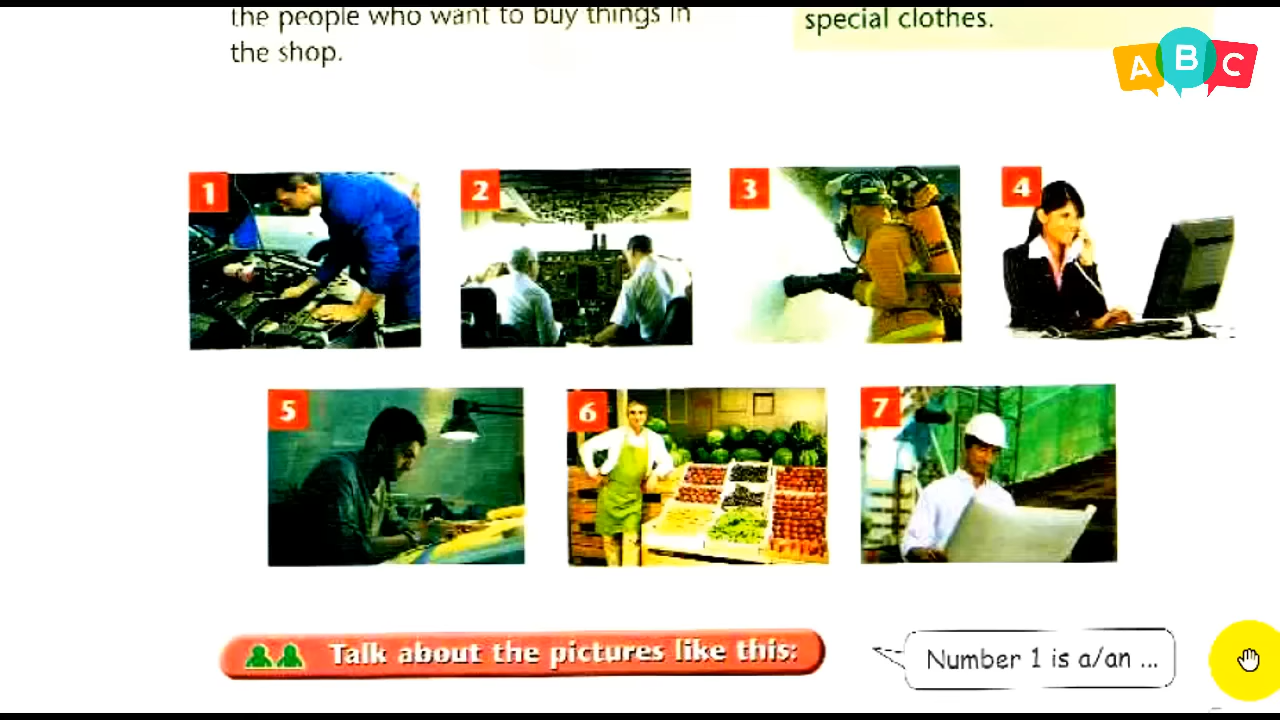 the people who want to buy things in
the shop.
special clothes.
A B C
1
2
3
4
5
6
7
Talk about the pictures like this:
Number 1 is a/an ...